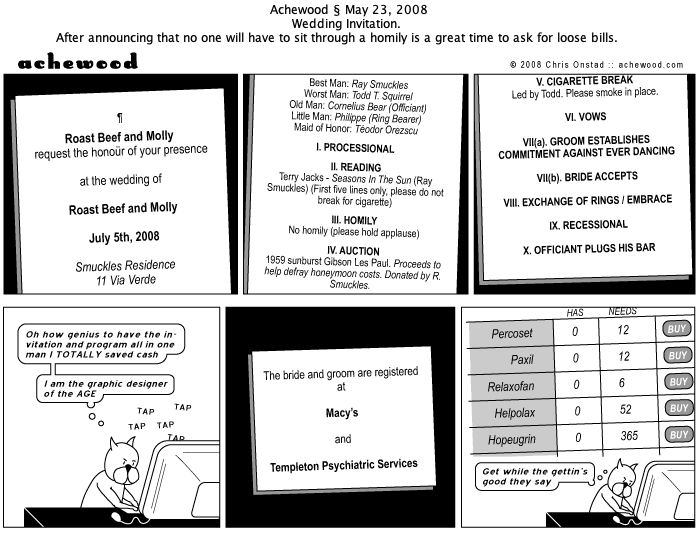 Achewood § May 23, 2008
Wedding Invitation.
After announcing that no one will have to sit through a homily is a great time to ask for loose bills.
achewood
© 2008 Chris Onstad :: achewood.com
¶
Roast Beef and Molly
request the honoür of your presence
at the wedding of
Roast Beef and Molly
July 5th, 2008
Smuckles Residence
11 Via Verde
Best Man: Ray Smuckles
Worst Man: Todd T. Squirrel
Old Man: Cornelius Bear (Officiant)
Little Man: Philippe (Ring Bearer)
Maid of Honor: Téodor Orezscu
I. PROCESSIONAL
II. READING
Terry Jacks - Seasons In The Sun (Ray
Smuckles) (First five lines only, please do not
break for cigarette)
III. HOMILY
No homily (please hold applause)
IV. AUCTION
1959 sunburst Gibson Les Paul. Proceeds to
help defray honeymoon costs. Donated by R.
Smuckles.
V. CIGARETTE BREAK
Led by Todd. Please smoke in place.
VI. VOWS
VII(a). GROOM ESTABLISHES
COMMITMENT AGAINST EVER DANCING
VII(b). BRIDE ACCEPTS
VIII. EXCHANGE OF RINGS / EMBRACE
IX. RECESSIONAL
X. OFFICIANT PLUGS HIS BAR
Oh how genius to have the in-
vitation and program all in one
man I TOTALLY saved cash
I am the graphic designer
of the AGE
TAP TAP
TAP TAP
TAP
The bride and groom are registered
at
Macy's
and
Templeton Psychiatric Services
HAS NEEDS
Percoset 0 12 BUY
Paxil 0 12 BUY
Relaxofan 0 6 BUY
Helpolax 0 52 BUY
Hopeugrin 0 365 BUY
Get while the gettin's
good they say